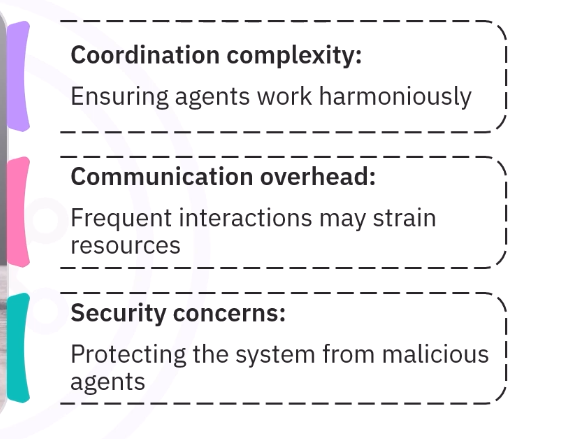 Coordination complexity:
Ensuring agents work harmoniously
Communication overhead:
Frequent interactions may strain
resources
Security concerns:
Protecting the system from malicious
agents